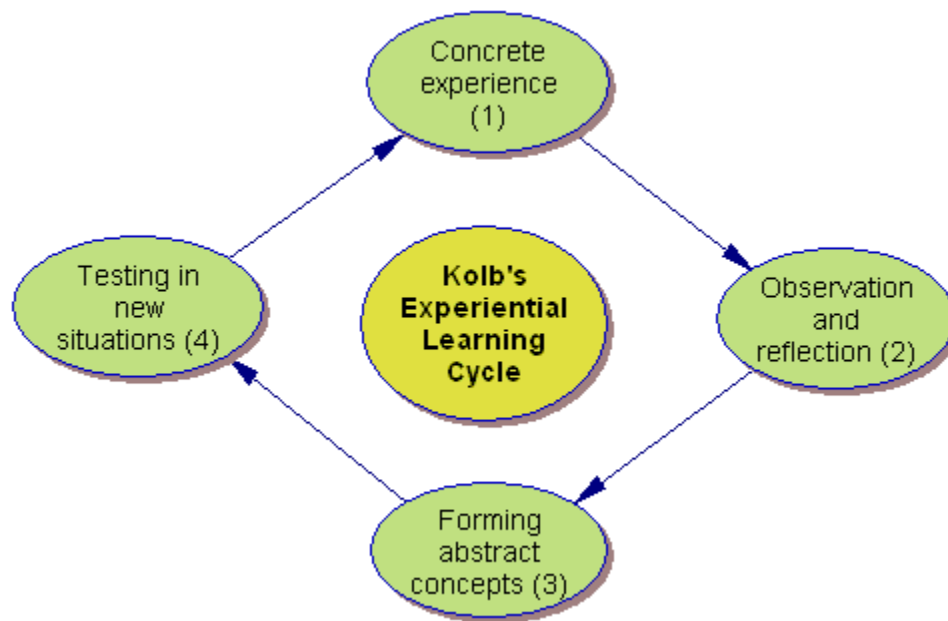 Concrete
experience
(1)
Observation
and
reflection (2)
Forming
abstract
concepts (3)
Testing in
new
situations (4)
Kolb's
Experiential
Learning
Cycle